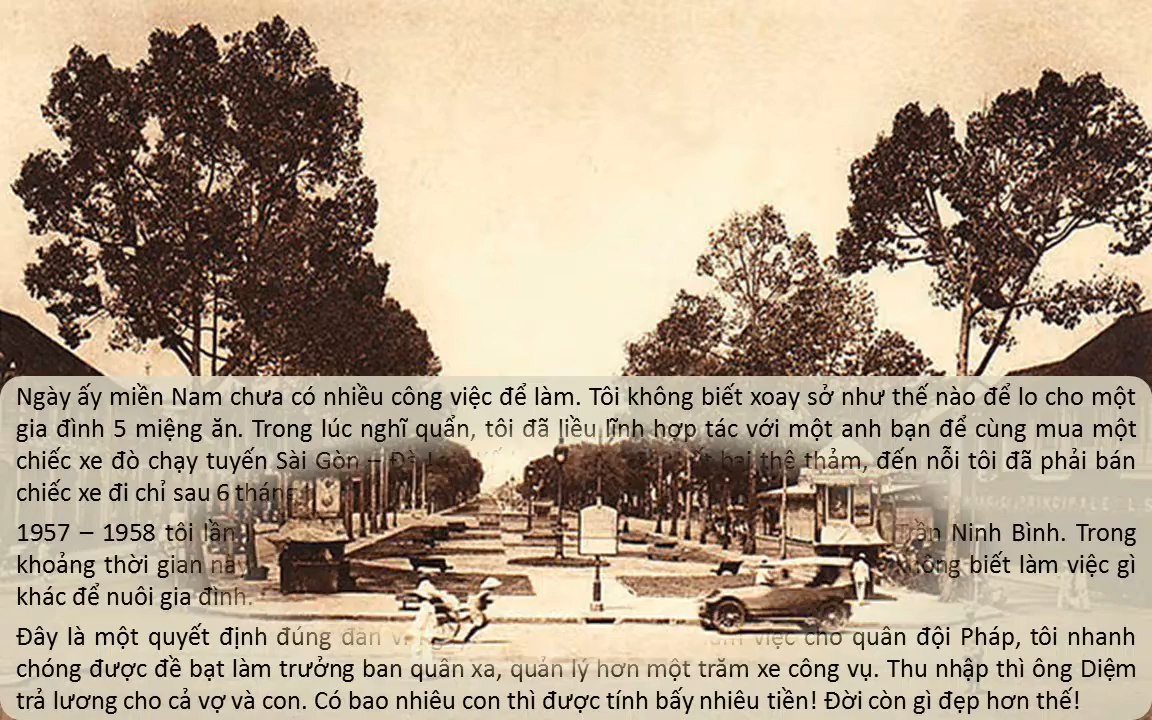 Ngày ấy miền Nam chưa có nhiều công việc để làm. Tôi không biết xoay sở như thế nào để lo cho một
gia đình 5 miệng ăn. Trong lúc nghĩ quẩn, tôi đã liều lĩnh hợp tác với một anh bạn để cùng mua một
chiếc xe đò chạy tuyến Sài Gòn – Đà thê thảm, đến nỗi tôi đã phải bán
chiếc xe đi chỉ sau 6 tháng
1957 – 1958 tôi lần Trần Ninh Bình. Trong
khoảng thời gian này không biết làm việc gì
khác để nuôi gia đình.
Đây là một quyết định đúng đắn việc cho quân đội Pháp, tôi nhanh
chóng được đề bạt làm trưởng ban quân xa, quản lý hơn một trăm xe công vụ. Thu nhập thì ông Diệm
trả lương cho cả vợ và con. Có bao nhiêu con thì được tính bấy nhiêu tiền! Đời còn gì đẹp hơn thế!